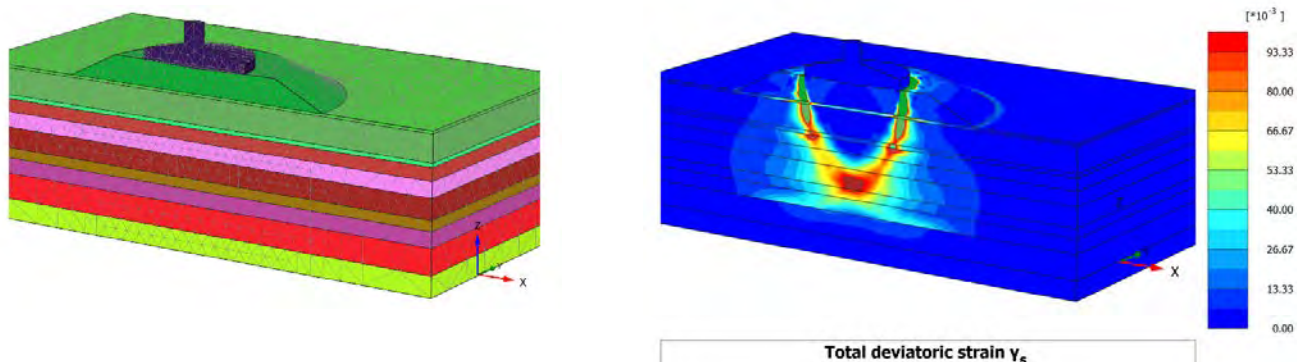 [*10⁻³ ]
93.33
80.00
66.67
53.33
40.00
26.67
13.33
0.00
Z
Y
X
Z
X
Total deviatoric strain γₛ